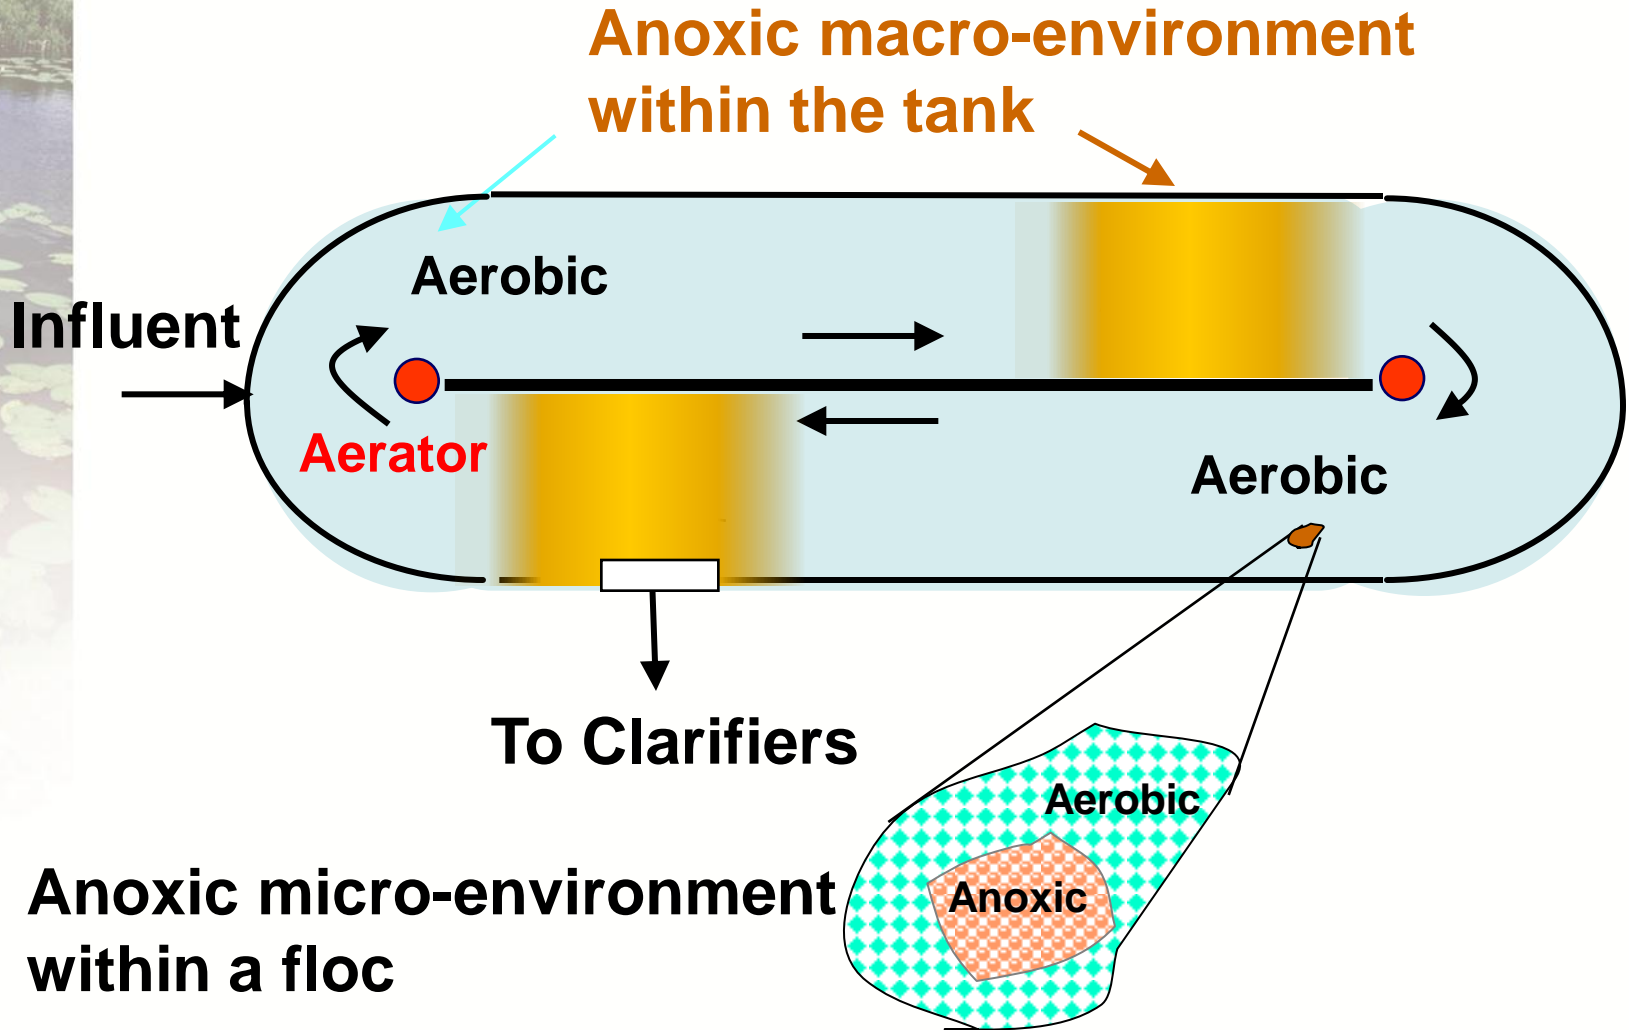 Anoxic macro-environment
within the tank
Aerobic
Influent
Aerator
Aerobic
To Clarifiers
Aerobic
Anoxic
Anoxic micro-environment
within a floc